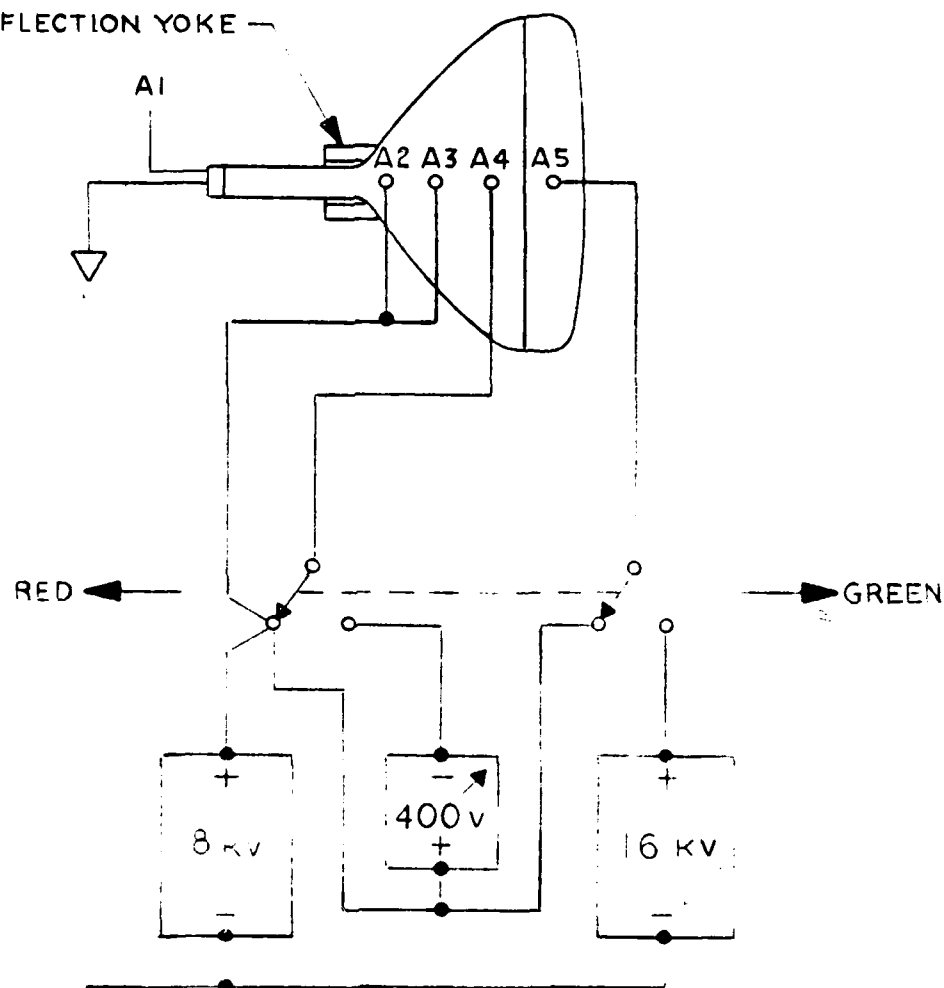 FLECTION YOKE
A1
A2 A3 A4 A5
RED
GREEN
+
8 KV
−
−
400 V
+
+
16 KV
−